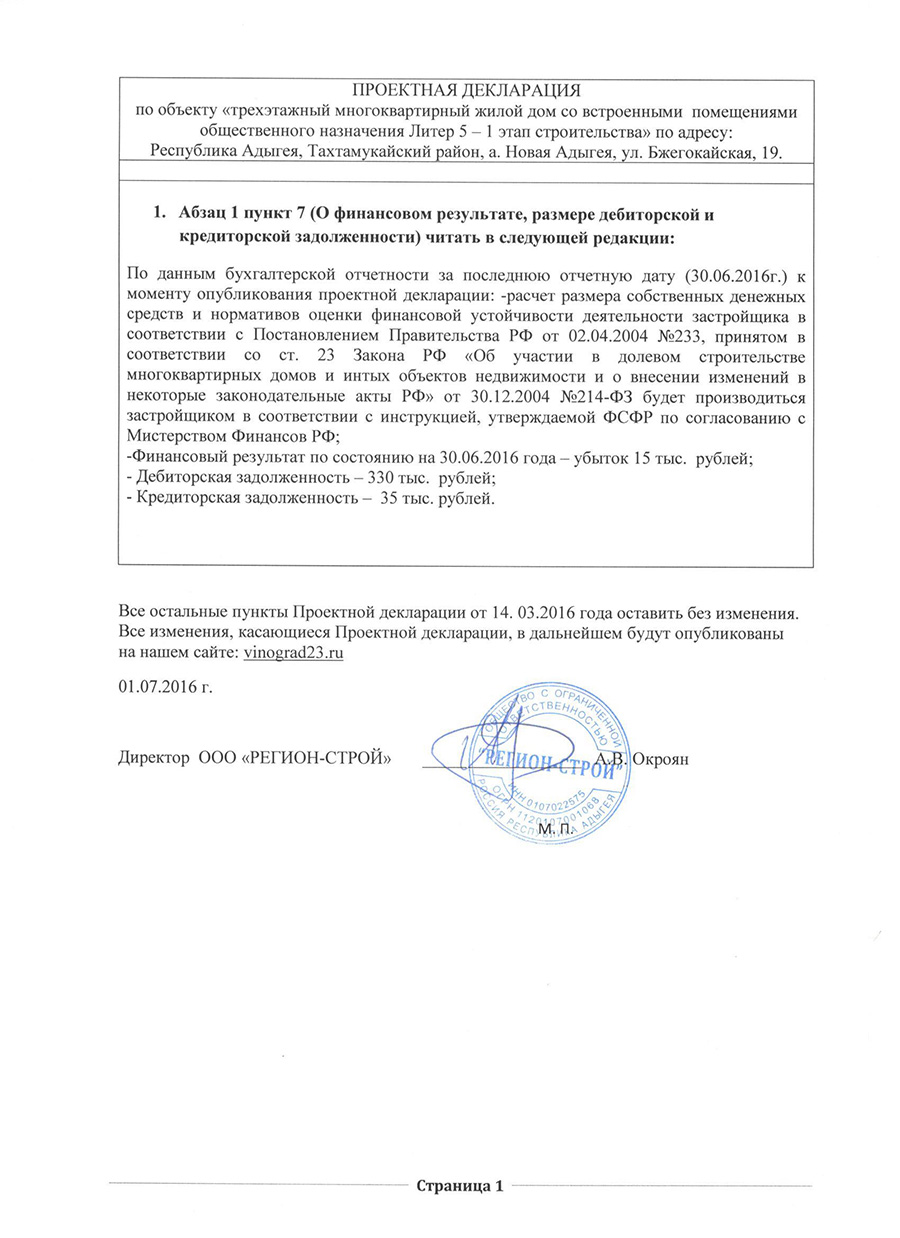 ПРОЕКТНАЯ ДЕКЛАРАЦИЯ
по объекту «трехэтажный многоквартирный жилой дом со встроенными помещениями
общественного назначения Литер 5 – 1 этап строительства» по адресу:
Республика Адыгея, Тахтамукайский район, а. Новая Адыгея, ул. Бжегокайская, 19.
1. Абзац 1 пункт 7 (О финансовом результате, размере дебиторской и
кредиторской задолженности) читать в следующей редакции:
По данным бухгалтерской отчетности за последнюю отчетную дату (30.06.2016г.) к
моменту опубликования проектной декларации: -расчет размера собственных денежных
средств и нормативов оценки финансовой устойчивости деятельности застройщика в
соответствии с Постановлением Правительства РФ от 02.04.2004 №233, принятом в
соответствии со ст. 23 Закона РФ «Об участии в долевом строительстве
многоквартирных домов и интых объектов недвижимости и о внесении изменений в
некоторые законодательные акты РФ» от 30.12.2004 №214-ФЗ будет производиться
застройщиком в соответствии с инструкцией, утверждаемой ФСФР по согласованию с
Мистерством Финансов РФ;
-Финансовый результат по состоянию на 30.06.2016 года – убыток 15 тыс. рублей;
- Дебиторская задолженность – 330 тыс. рублей;
- Кредиторская задолженность – 35 тыс. рублей.
Все остальные пункты Проектной декларации от 14. 03.2016 года оставить без изменения.
Все изменения, касающиеся Проектной декларации, в дальнейшем будут опубликованы
на нашем сайте: vinograd23.ru
01.07.2016 г.
ОБЩЕСТВО С ОГРАНИЧЕННОЙ
ОТВЕТСТВЕННОСТЬЮ
Директор ООО «РЕГИОН-СТРОЙ» А.В. Окроян
"РЕГИОН-СТРОЙ"
ИНН 0107022575
ОГРН 1120107001068
РОССИЯ РЕСПУБЛИКА АДЫГЕЯ
М. П.
Страница 1